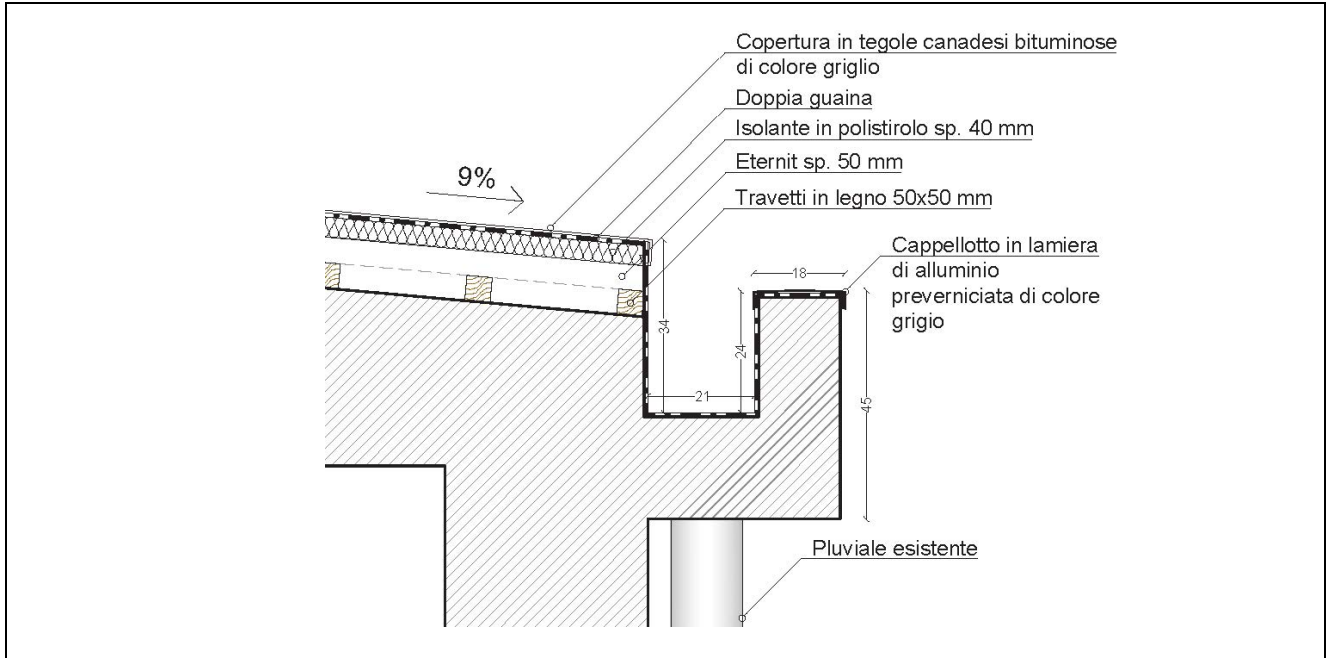 Copertura in tegole canadesi bituminose
di colore griglio
Doppia guaina
Isolante in polistirolo sp. 40 mm
Eternit sp. 50 mm
Travetti in legno 50x50 mm
9%
Cappellotto in lamiera
di alluminio
preverniciata di colore
grigio
18
34
24
21
45
Pluviale esistente